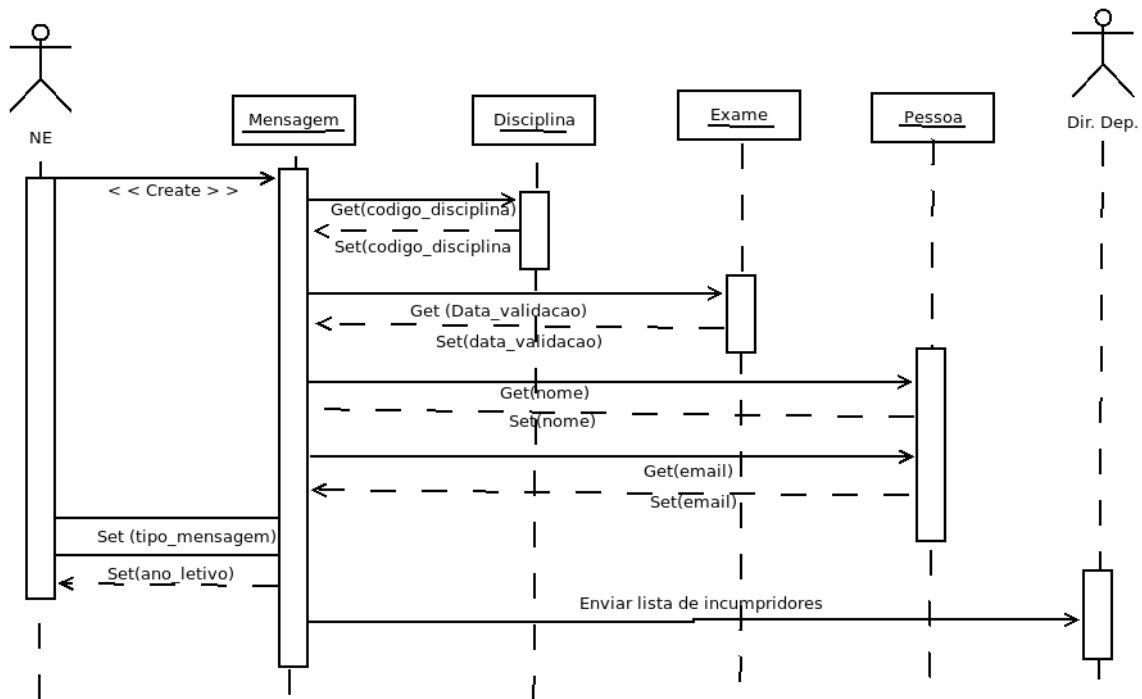 NE
Mensagem
Disciplina
Exame
Pessoa
Dir. Dep.
< < Create > >
Get(codigo_disciplina)
Set(codigo_disciplina
Get (Data_validacao)
Set(data_validacao)
Get(nome)
Set(nome)
Get(email)
Set(email)
Set (tipo_mensagem)
Set(ano_letivo)
Enviar lista de incumpridores